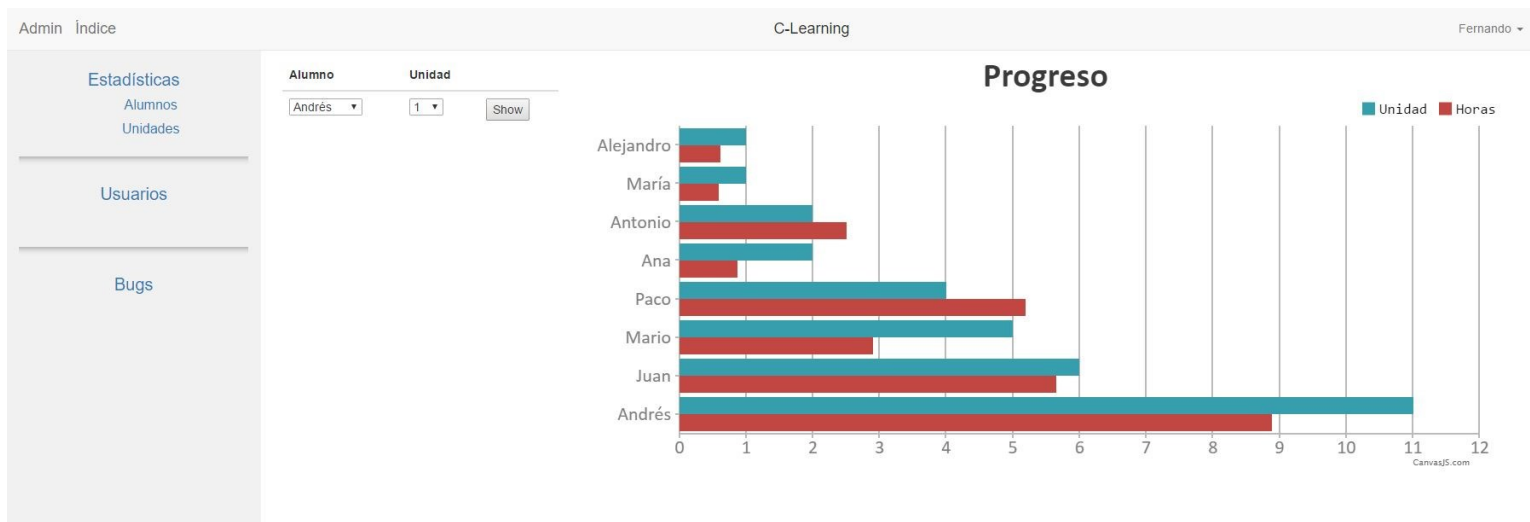 Admin Índice C-Learning Fernando
Estadísticas
Alumnos
Unidades
Usuarios
Bugs
Alumno Unidad
Andrés 1 Show
Progreso
Unidad Horas
Alejandro
María
Antonio
Ana
Paco
Mario
Juan
Andrés
0 1 2 3 4 5 6 7 8 9 10 11 12
CanvasJS.com